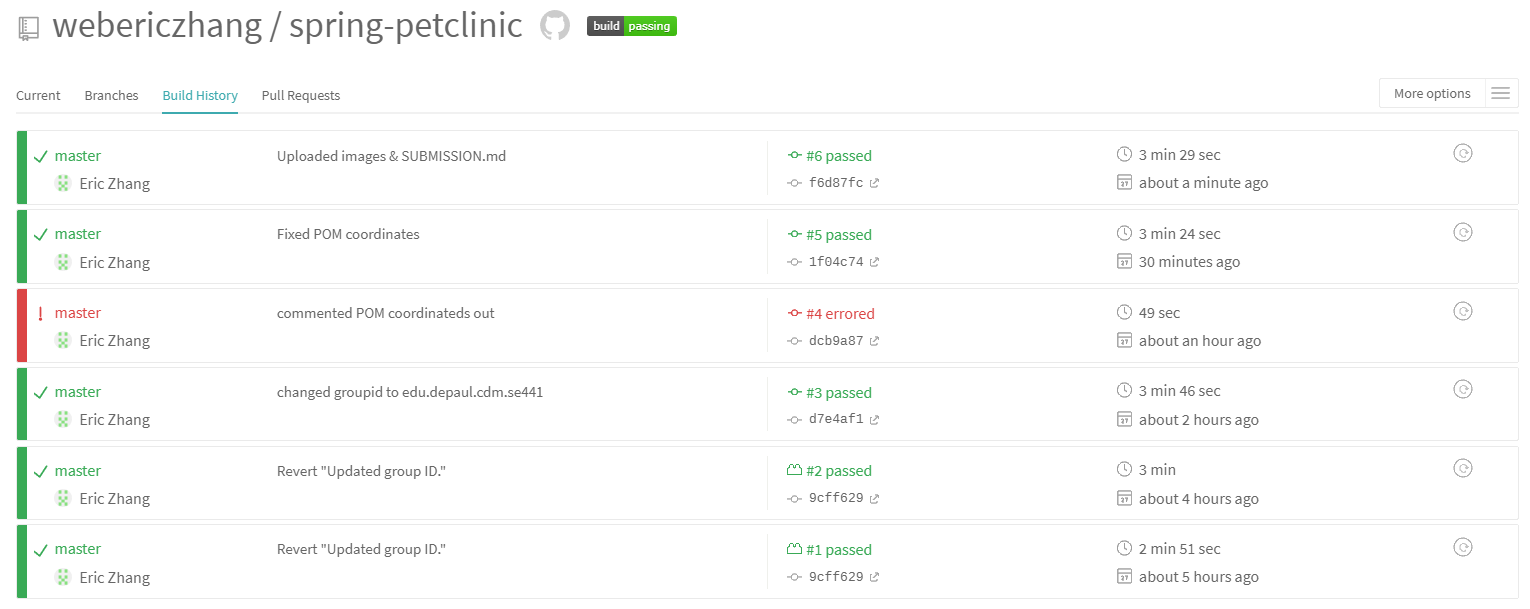 webericzhang / spring-petclinic build passing
Current Branches Build History Pull Requests More options
master Uploaded images & SUBMISSION.md #6 passed 3 min 29 sec
Eric Zhang f6d87fc about a minute ago
master Fixed POM coordinates #5 passed 3 min 24 sec
Eric Zhang 1f04c74 30 minutes ago
! master commented POM coordinateds out #4 errored 49 sec
Eric Zhang dcb9a87 about an hour ago
master changed groupid to edu.depaul.cdm.se441 #3 passed 3 min 46 sec
Eric Zhang d7e4af1 about 2 hours ago
master Revert "Updated group ID." #2 passed 3 min
Eric Zhang 9cff629 about 4 hours ago
master Revert "Updated group ID." #1 passed 2 min 51 sec
Eric Zhang 9cff629 about 5 hours ago